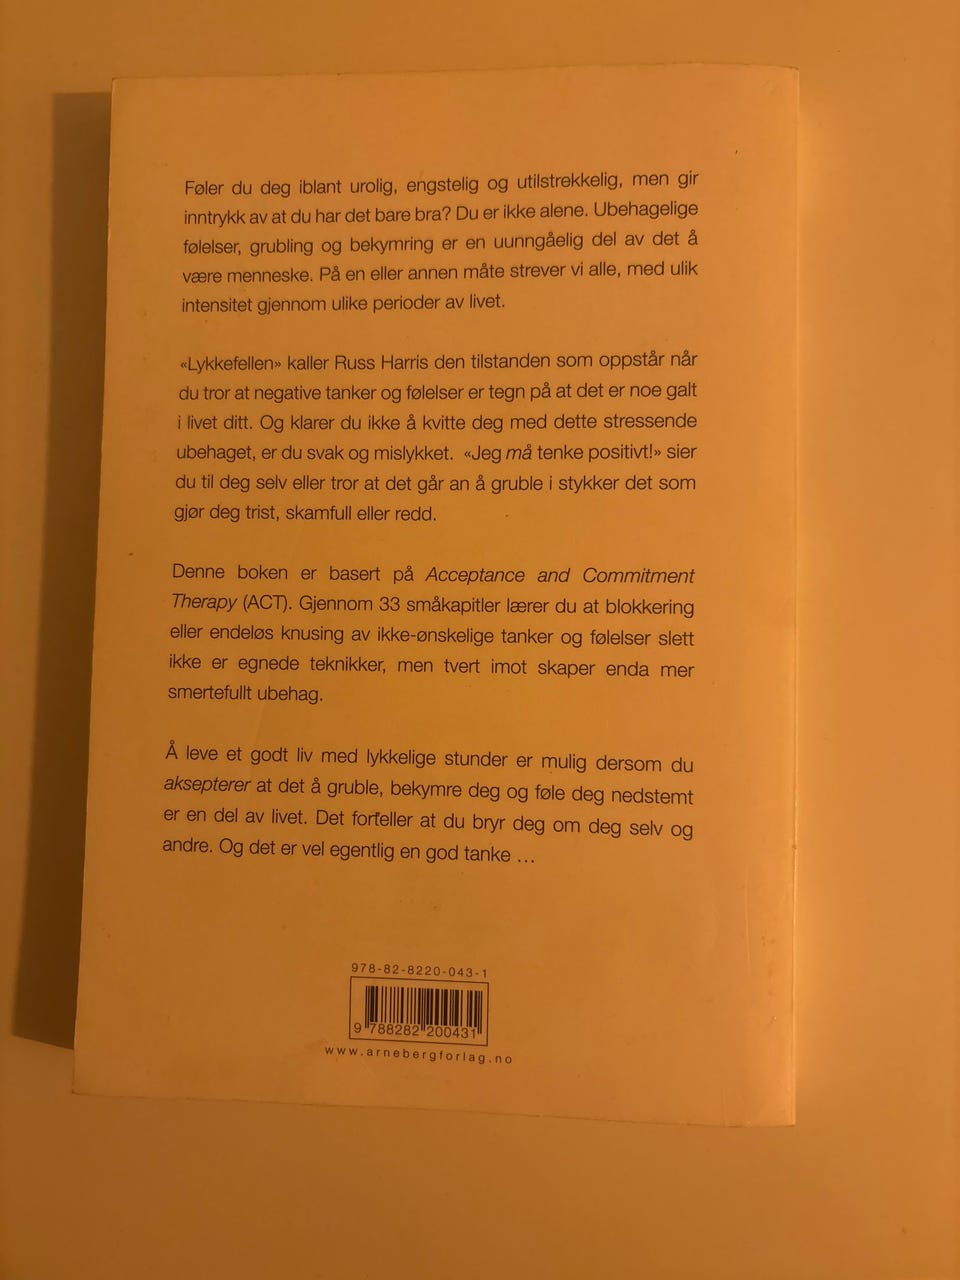 Føler du deg iblant urolig, engstelig og utilstrekkelig, men gir
inntrykk av at du har det bare bra? Du er ikke alene. Ubehagelige
følelser, grubling og bekymring er en uunngåelig del av det å
være menneske. På en eller annen måte strever vi alle, med ulik
intensitet gjennom ulike perioder av livet.
«Lykkefellen» kaller Russ Harris den tilstanden som oppstår når
du tror at negative tanker og følelser er tegn på at det er noe galt
i livet ditt. Og klarer du ikke å kvitte deg med dette stressende
ubehaget, er du svak og mislykket. «Jeg må tenke positivt!» sier
du til deg selv eller tror at det går an å gruble i stykker det som
gjør deg trist, skamfull eller redd.
Denne boken er basert på Acceptance and Commitment
Therapy (ACT). Gjennom 33 småkapitler lærer du at blokkering
eller endeløs knusing av ikke-ønskelige tanker og følelser slett
ikke er egnede teknikker, men tvert imot skaper enda mer
smertefullt ubehag.
Å leve et godt liv med lykkelige stunder er mulig dersom du
aksepterer at det å gruble, bekymre deg og føle deg nedstemt
er en del av livet. Det forteller at du bryr deg om deg selv og
andre. Og det er vel egentlig en god tanke ...
978-82-8220-043-1
9 788282 200431
www.arnebergforlag.no